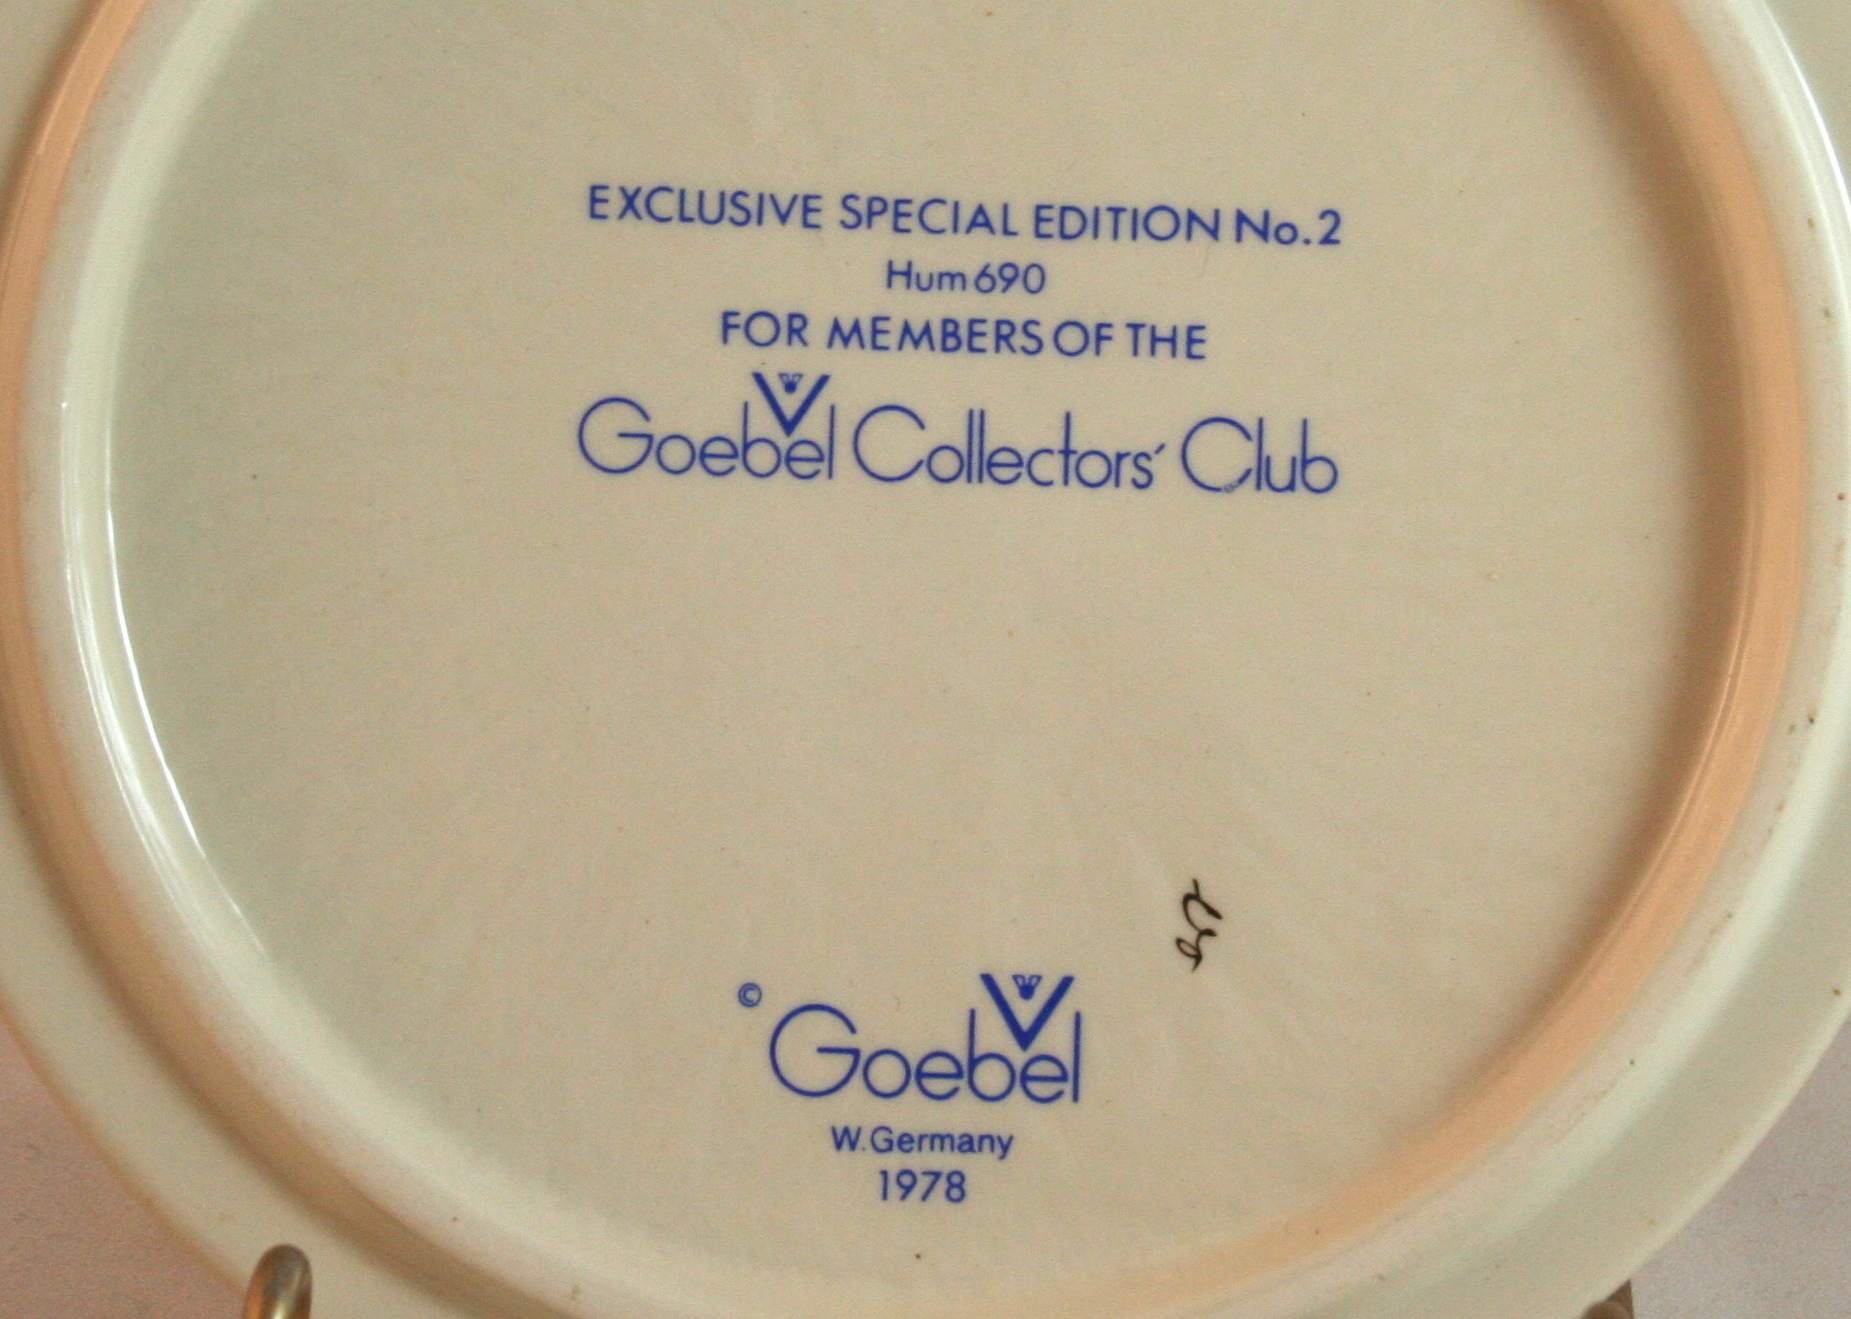 EXCLUSIVE SPECIAL EDITION No.2
Hum 690
FOR MEMBERS OF THE
Goebel Collectors' Club
© Goebel
W.Germany
1978